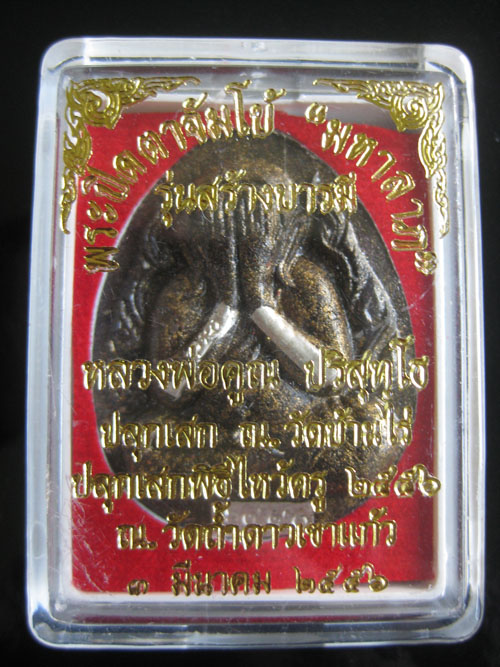 พระปิดตาจัมโบ้ "มหาลาภ"
รุ่นสร้างบารมี
หลวงพ่อคูณ ปริสุทโธ
ปลุกเสก ณ.วัดบ้านไร่
ปลุกเสกพิธีไหว้ครู ๒๕๕๖
ณ.วัดถ้ำดาวเขาแก้ว
๓ มีนาคม ๒๕๕๖